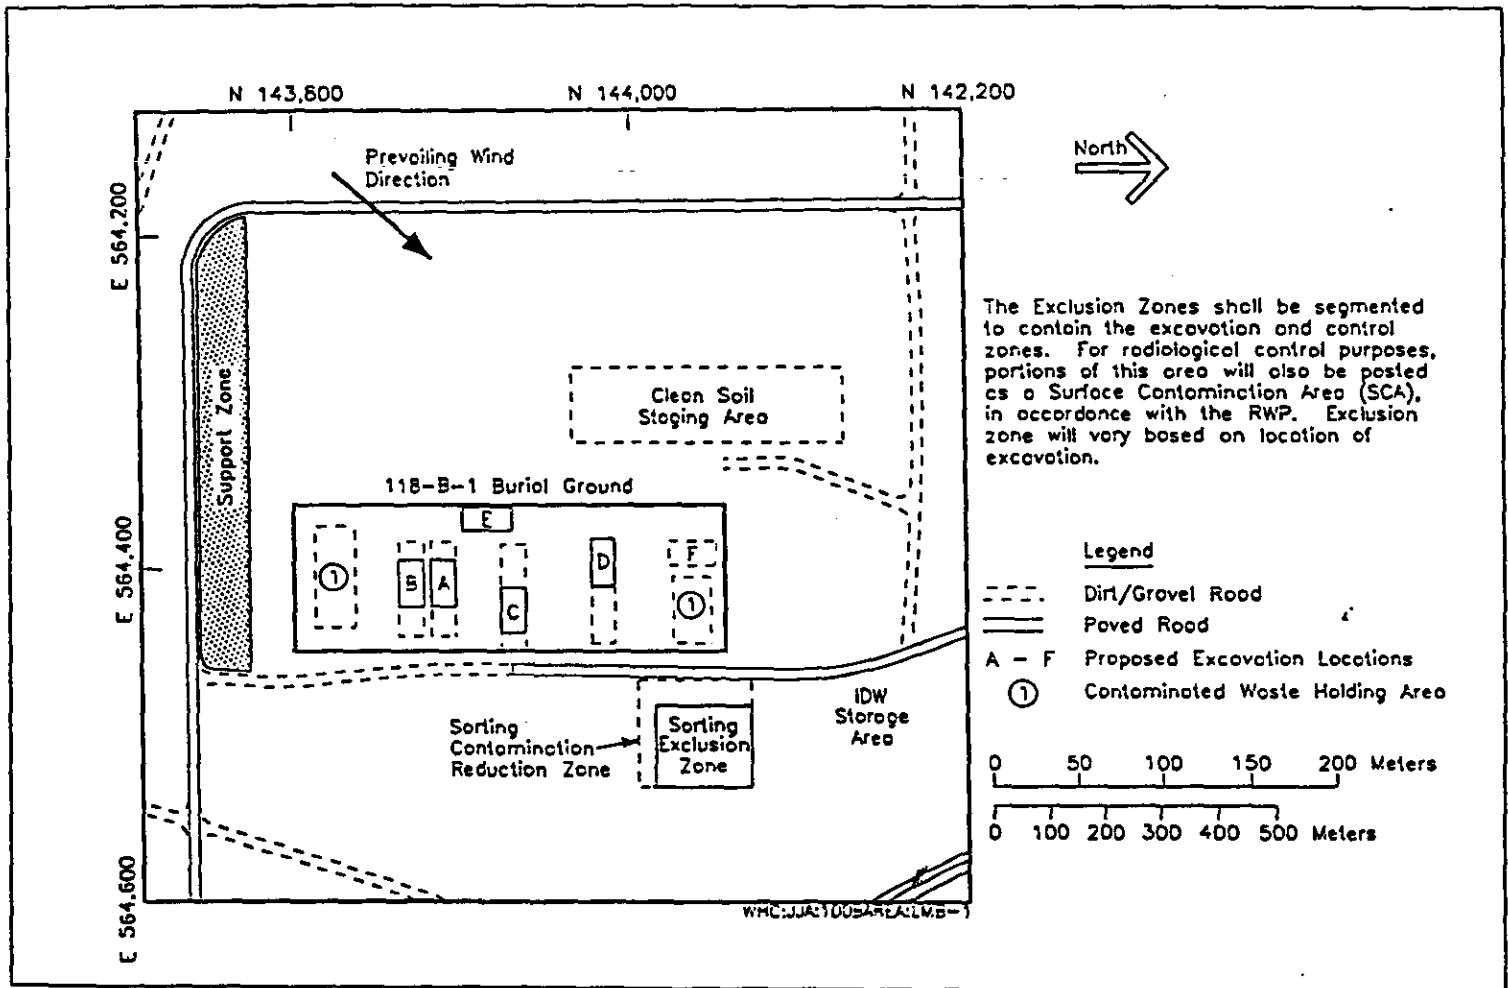 N 143,800
N 144,000
N 142,200
North
Prevailing Wind
Direction
E 564,200
E 564,400
E 564,600
Support Zone
Clean Soil
Staging Area
The Exclusion Zones shall be segmented
to contain the excavation and control
zones. For radiological control purposes,
portions of this area will also be posted
as a Surface Contamination Area (SCA),
in accordance with the RWP. Exclusion
zone will vary based on location of
excavation.
118-B-1 Burial Ground
E
1
B
A
C
D
F
1
Legend
Dirt/Gravel Road
Paved Road
A - F Proposed Excavation Locations
1 Contaminated Waste Holding Area
Sorting
Contamination
Reduction Zone
Sorting
Exclusion
Zone
IDW
Storage
Area
0 50 100 150 200 Meters
0 100 200 300 400 500 Meters